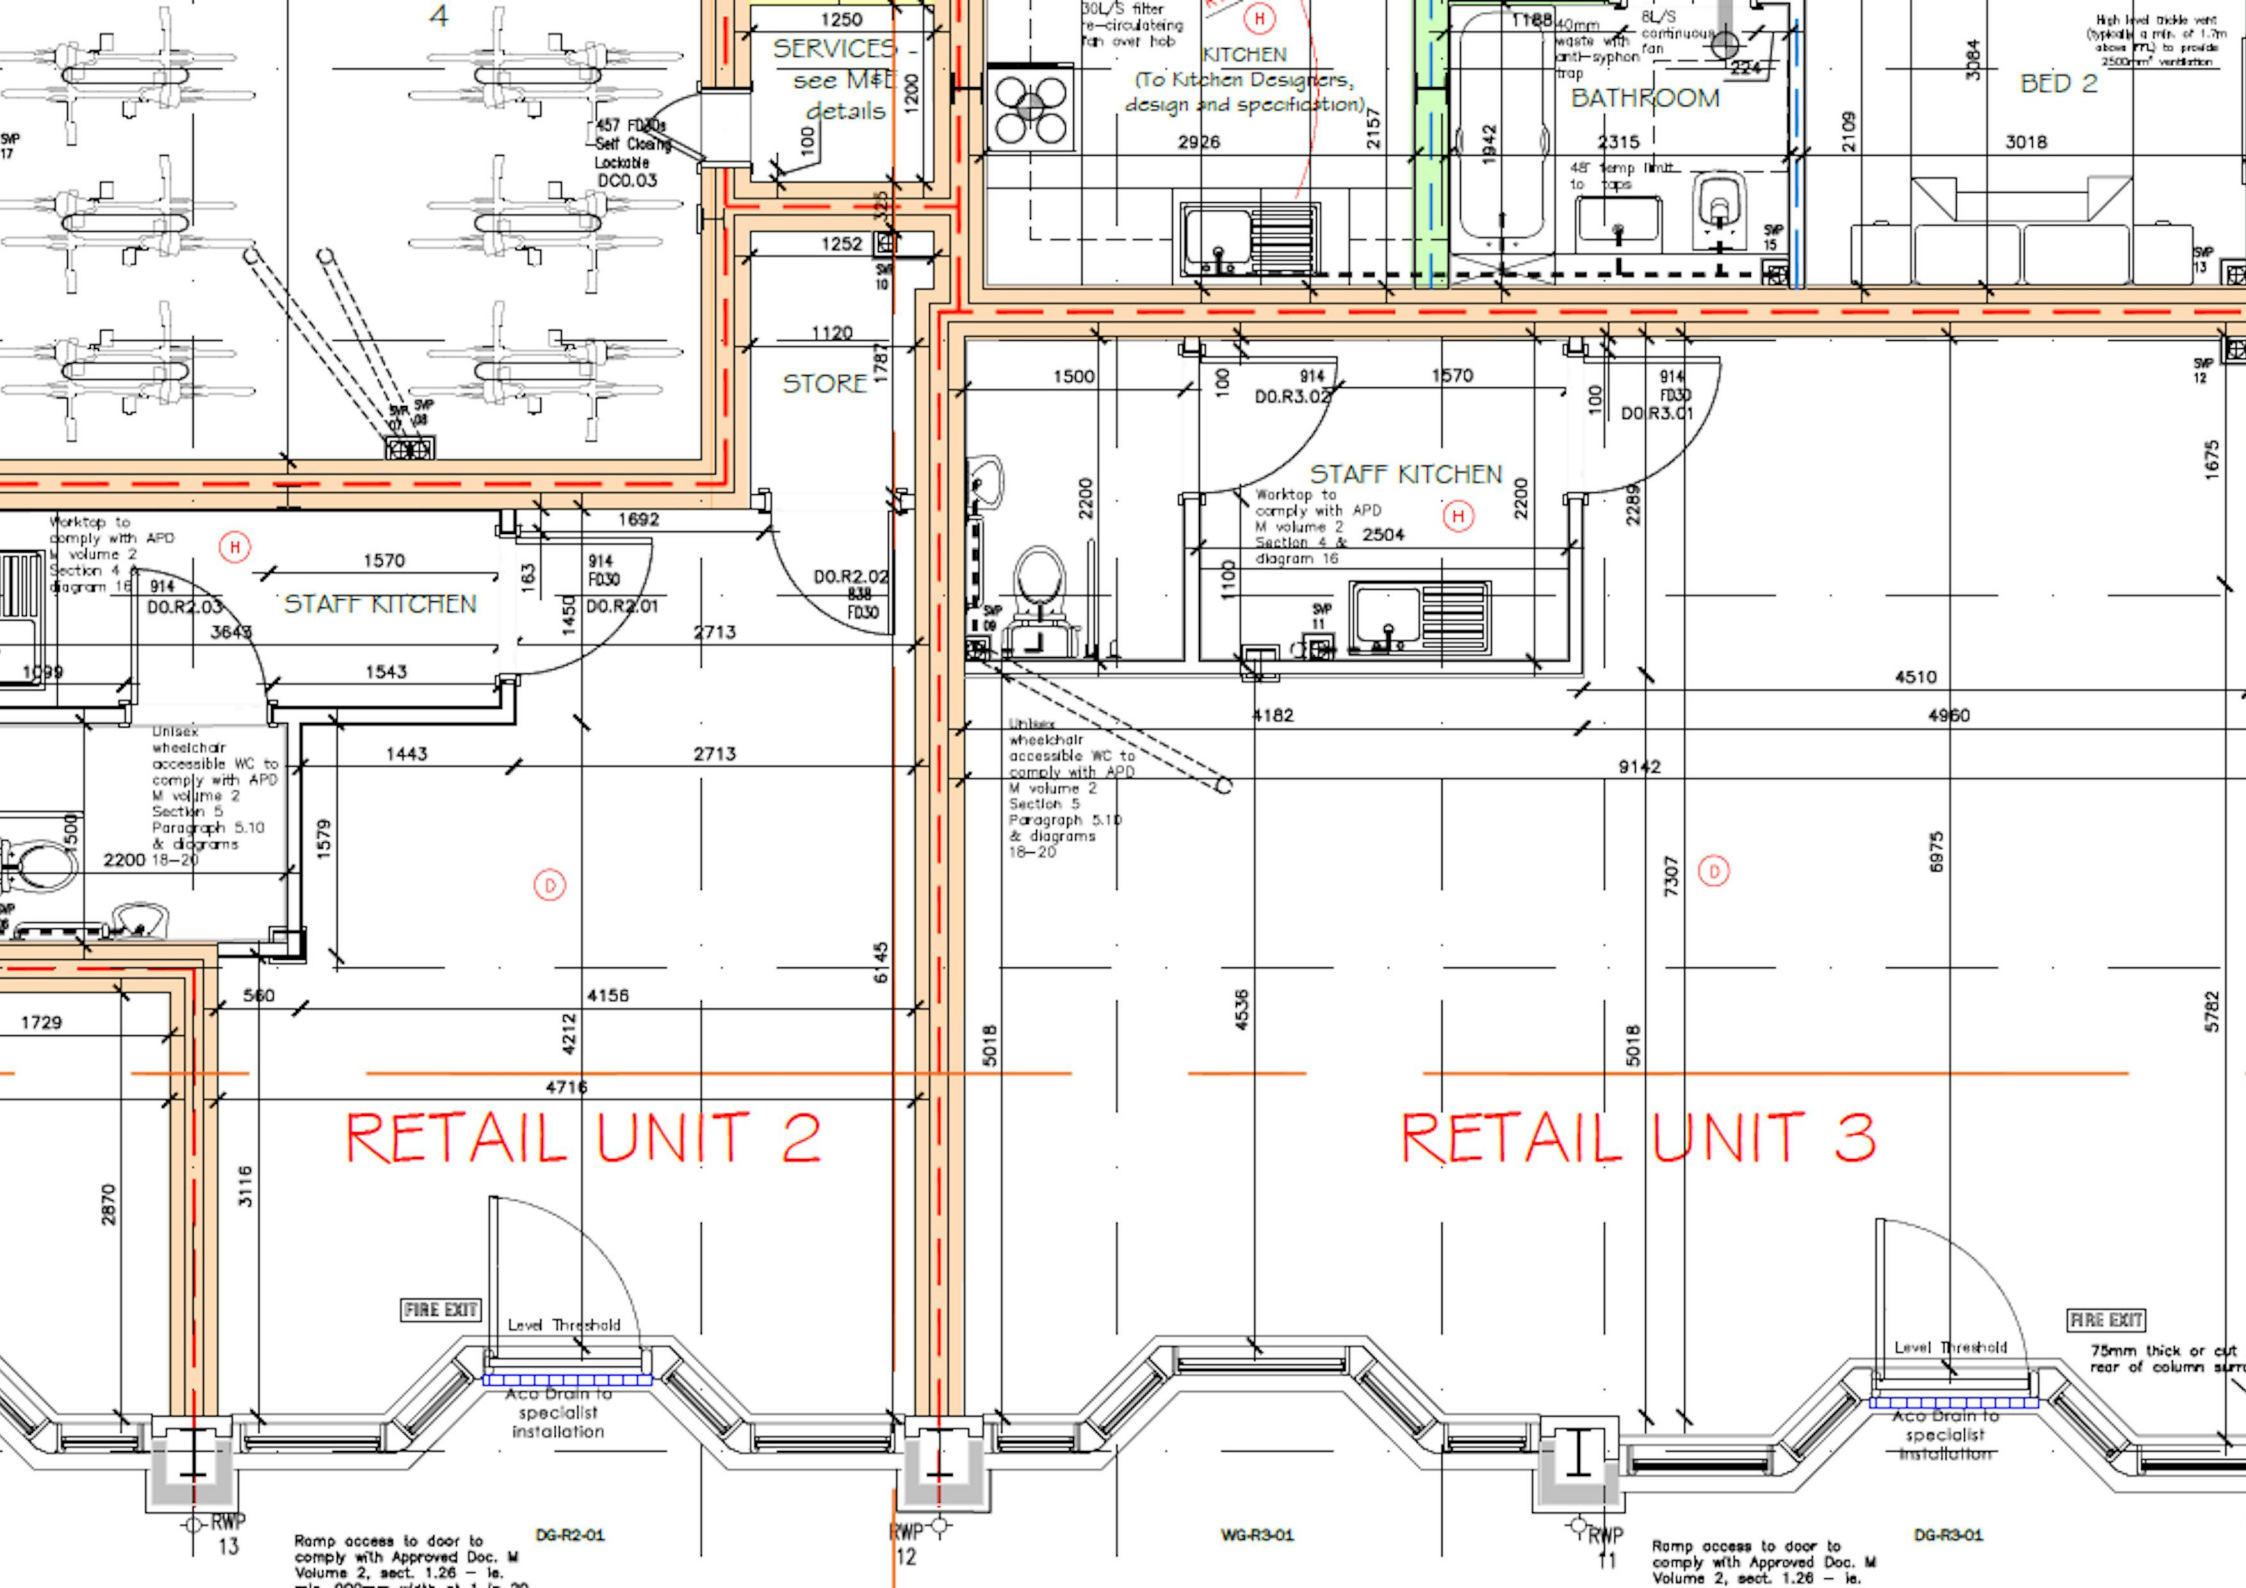 4
1250
SERVICES -
see M&E
details
1200
100
457 FD30s
Self Closing
Lockable
DC0.03
SVP
17
30L/S filter
re-circulateing
fan over hob
H
KITCHEN
(To Kitchen Designers,
design and specification)
2926
2157
1188
40mm
waste with
anti-syphon
trap
8L/S
continuous
fan
224
BATHROOM
1942
2315
48° temp limit
to taps
SVP
15
2109
3084
BED 2
3018
High level trickle vent
(typically a min. of 1.7m
above FFL) to provide
2500mm² ventilation
SVP
13
325
1252
SVP
10
1120
1787
STORE
SVP
07
SVP
08
1500
100
914
D0.R3.02
1570
100
914
FD30
D0.R3.01
SVP
12
1675
STAFF KITCHEN
H
Worktop to
comply with APD
M volume 2
Section 4 &
diagram 16
2504
2200
2200
2289
1100
SVP
09
SVP
11
Worktop to
comply with APD
M volume 2
Section 4 &
diagram 16
H
914
D0.R2.03
1570
STAFF KITCHEN
3643
1099
1543
1692
163
914
FD30
D0.R2.01
1450
D0.R2.02
838
FD30
2713
4510
4182
4960
9142
Unisex
wheelchair
accessible WC to
comply with APD
M volume 2
Section 5
Paragraph 5.10
& diagrams
18-20
1443
2713
1500
2200
1579
D
Unisex
wheelchair
accessible WC to
comply with APD
M volume 2
Section 5
Paragraph 5.10
& diagrams
18-20
7307
D
6975
6145
560
4156
1729
4212
5018
4536
5018
5782
4716
RETAIL UNIT 2
RETAIL UNIT 3
2870
3116
FIRE EXIT
Level Threshold
Aco Drain to
specialist
installation
FIRE EXIT
Level Threshold
75mm thick or cut
rear of column
Aco Drain to
specialist
installation
RWP
13
DG-R2-01
RWP
12
WG-R3-01
RWP
11
DG-R3-01
Ramp access to door to
comply with Approved Doc. M
Volume 2, sect. 1.26 - ie.
Ramp access to door to
comply with Approved Doc. M
Volume 2, sect. 1.26 - ie.